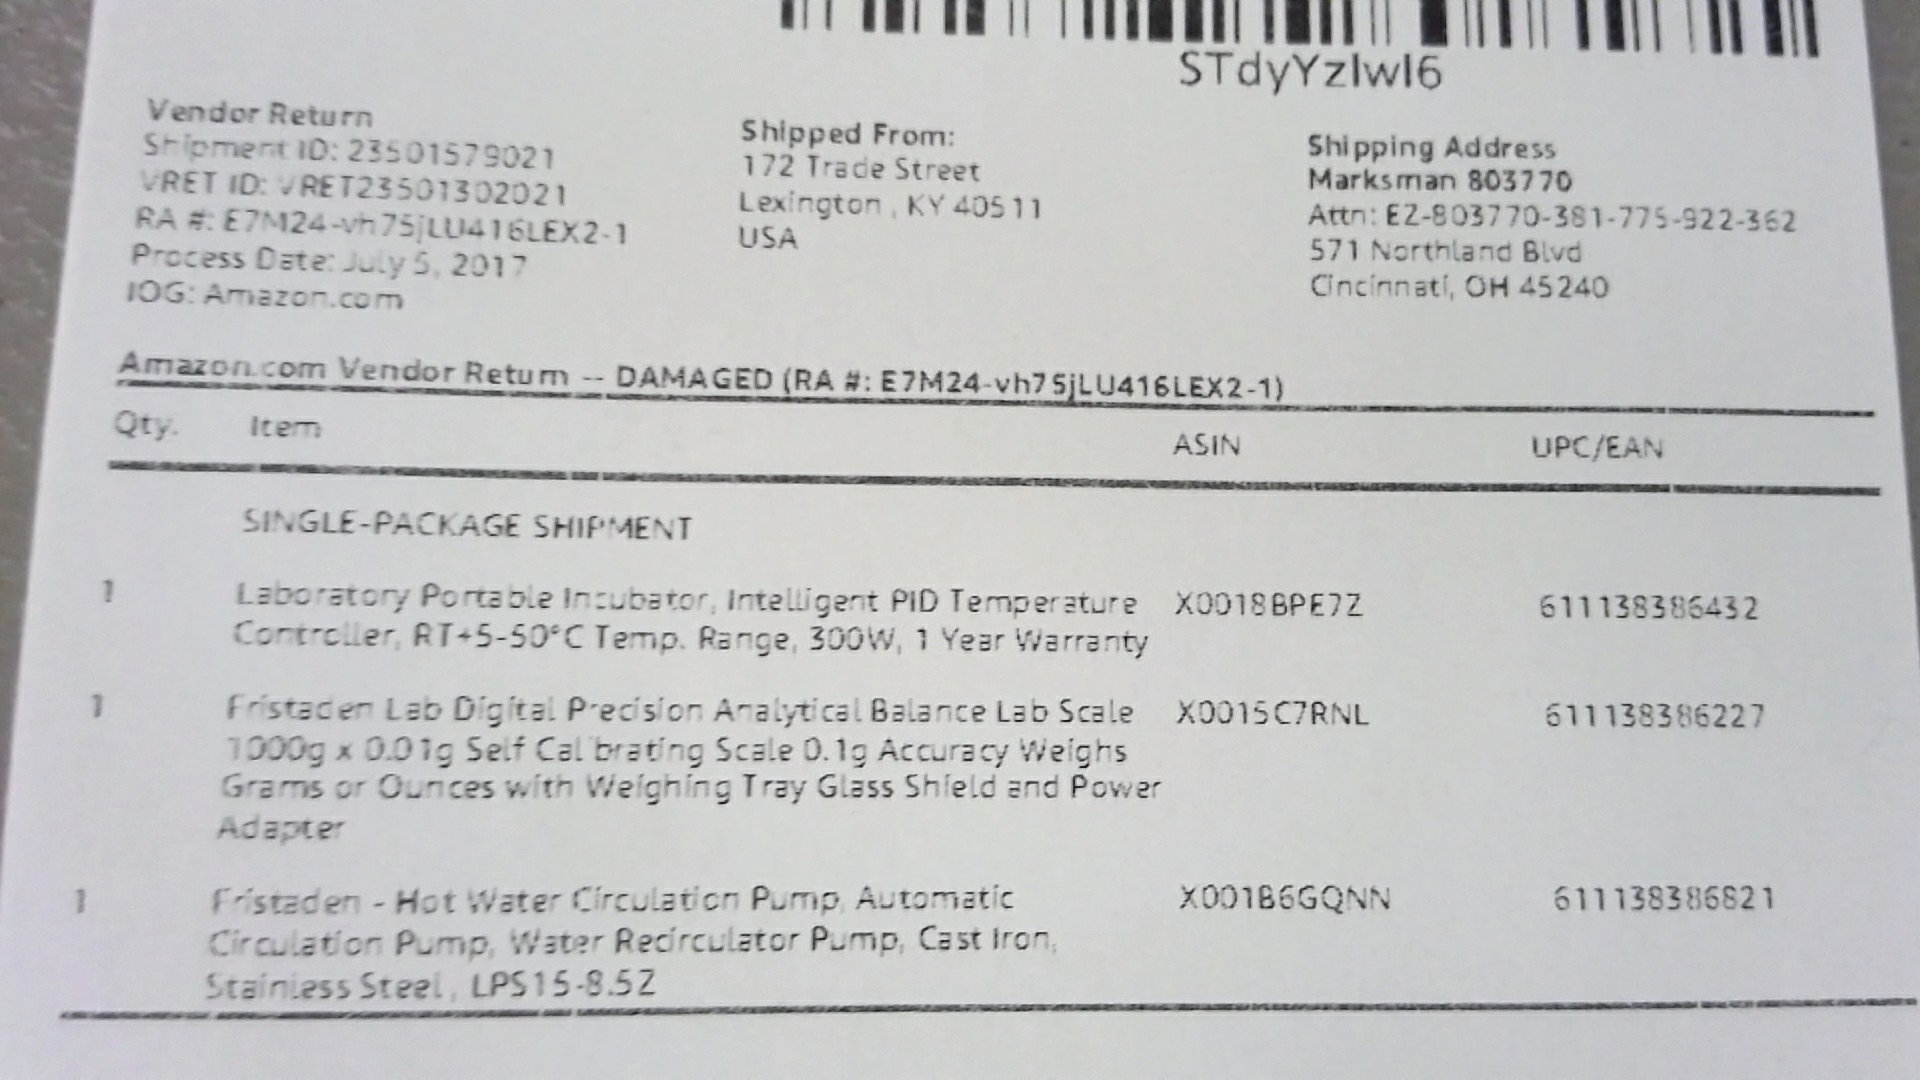 STdyYzlwl6
Vendor Return
Shipment ID: 23501579021
VRET ID: VRET23501302021
RA #: E7M24-vh75jLU416LEX2-1
Process Date: July 5, 2017
IOG: Amazon.com
Shipped From:
172 Trade Street
Lexington, KY 40511
USA
Shipping Address
Marksman 803770
Attn: EZ-803770-381-775-922-362
571 Northland Blvd
Cincinnati, OH 45240
Amazon.com Vendor Return -- DAMAGED (RA #: E7M24-vh75jLU416LEX2-1)
Qty. Item ASIN UPC/EAN
SINGLE-PACKAGE SHIPMENT
1 Laboratory Portable Incubator, Intelligent PID Temperature X0018BPE7Z 611138386432
Controller, RT+5-50°C Temp. Range, 300W, 1 Year Warranty
1 Fristaden Lab Digital Precision Analytical Balance Lab Scale X0015C7RNL 611138386227
1000g x 0.01g Self Calibrating Scale 0.1g Accuracy Weighs
Grams or Ounces with Weighing Tray Glass Shield and Power
Adapter
1 Fristaden - Hot Water Circulation Pump, Automatic X001B6GQNN 611138386821
Circulation Pump, Water Recirculator Pump, Cast Iron,
Stainless Steel, LPS15-8.5Z